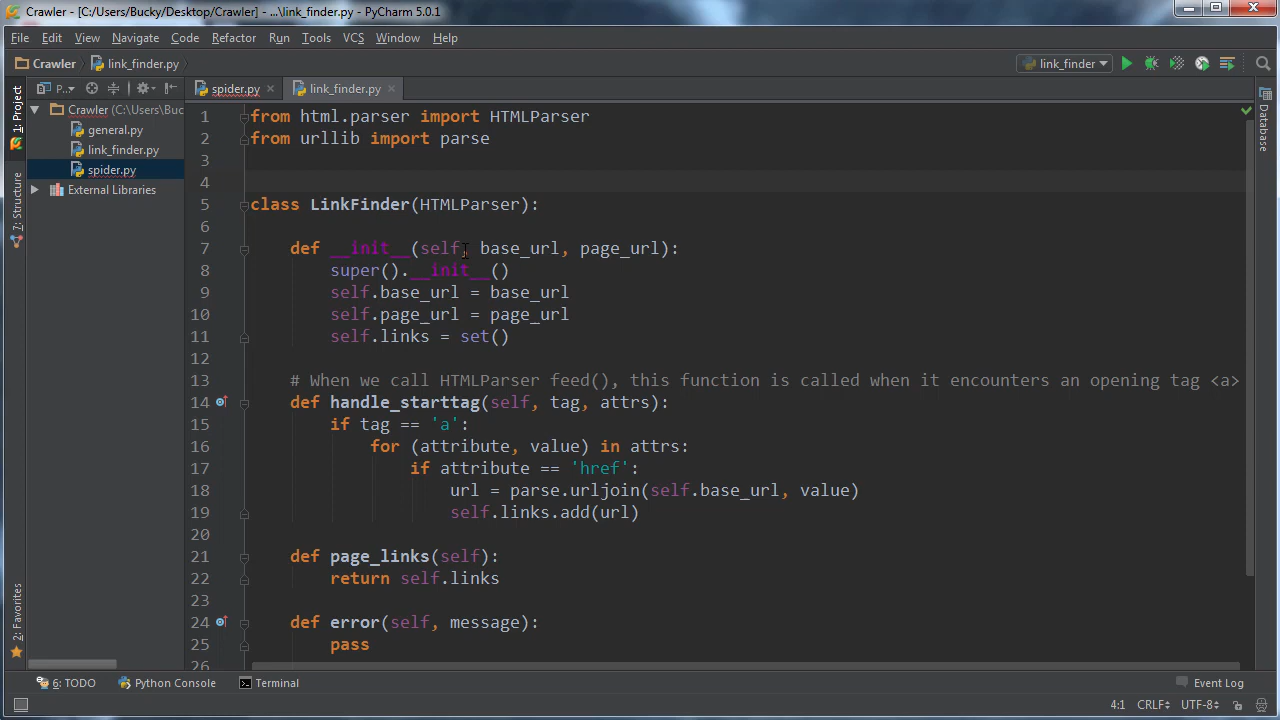 Crawler - [C:/Users/Bucky/Desktop/Crawler] - ...\link_finder.py - PyCharm 5.0.1
File Edit View Navigate Code Refactor Run Tools VCS Window Help
Crawler link_finder.py link_finder
1: Project
P..
spider.py link_finder.py
Crawler (C:\Users\Buc
general.py
link_finder.py
spider.py
External Libraries
7: Structure
2: Favorites
Database
1 from html.parser import HTMLParser
2 from urllib import parse
3
4
5 class LinkFinder(HTMLParser):
6
7 def __init__(self, base_url, page_url):
8 super().__init__()
9 self.base_url = base_url
10 self.page_url = page_url
11 self.links = set()
12
13 # When we call HTMLParser feed(), this function is called when it encounters an opening tag <a>
14 def handle_starttag(self, tag, attrs):
15 if tag == 'a':
16 for (attribute, value) in attrs:
17 if attribute == 'href':
18 url = parse.urljoin(self.base_url, value)
19 self.links.add(url)
20
21 def page_links(self):
22 return self.links
23
24 def error(self, message):
25 pass
26
6: TODO Python Console Terminal Event Log
4:1 CRLF UTF-8